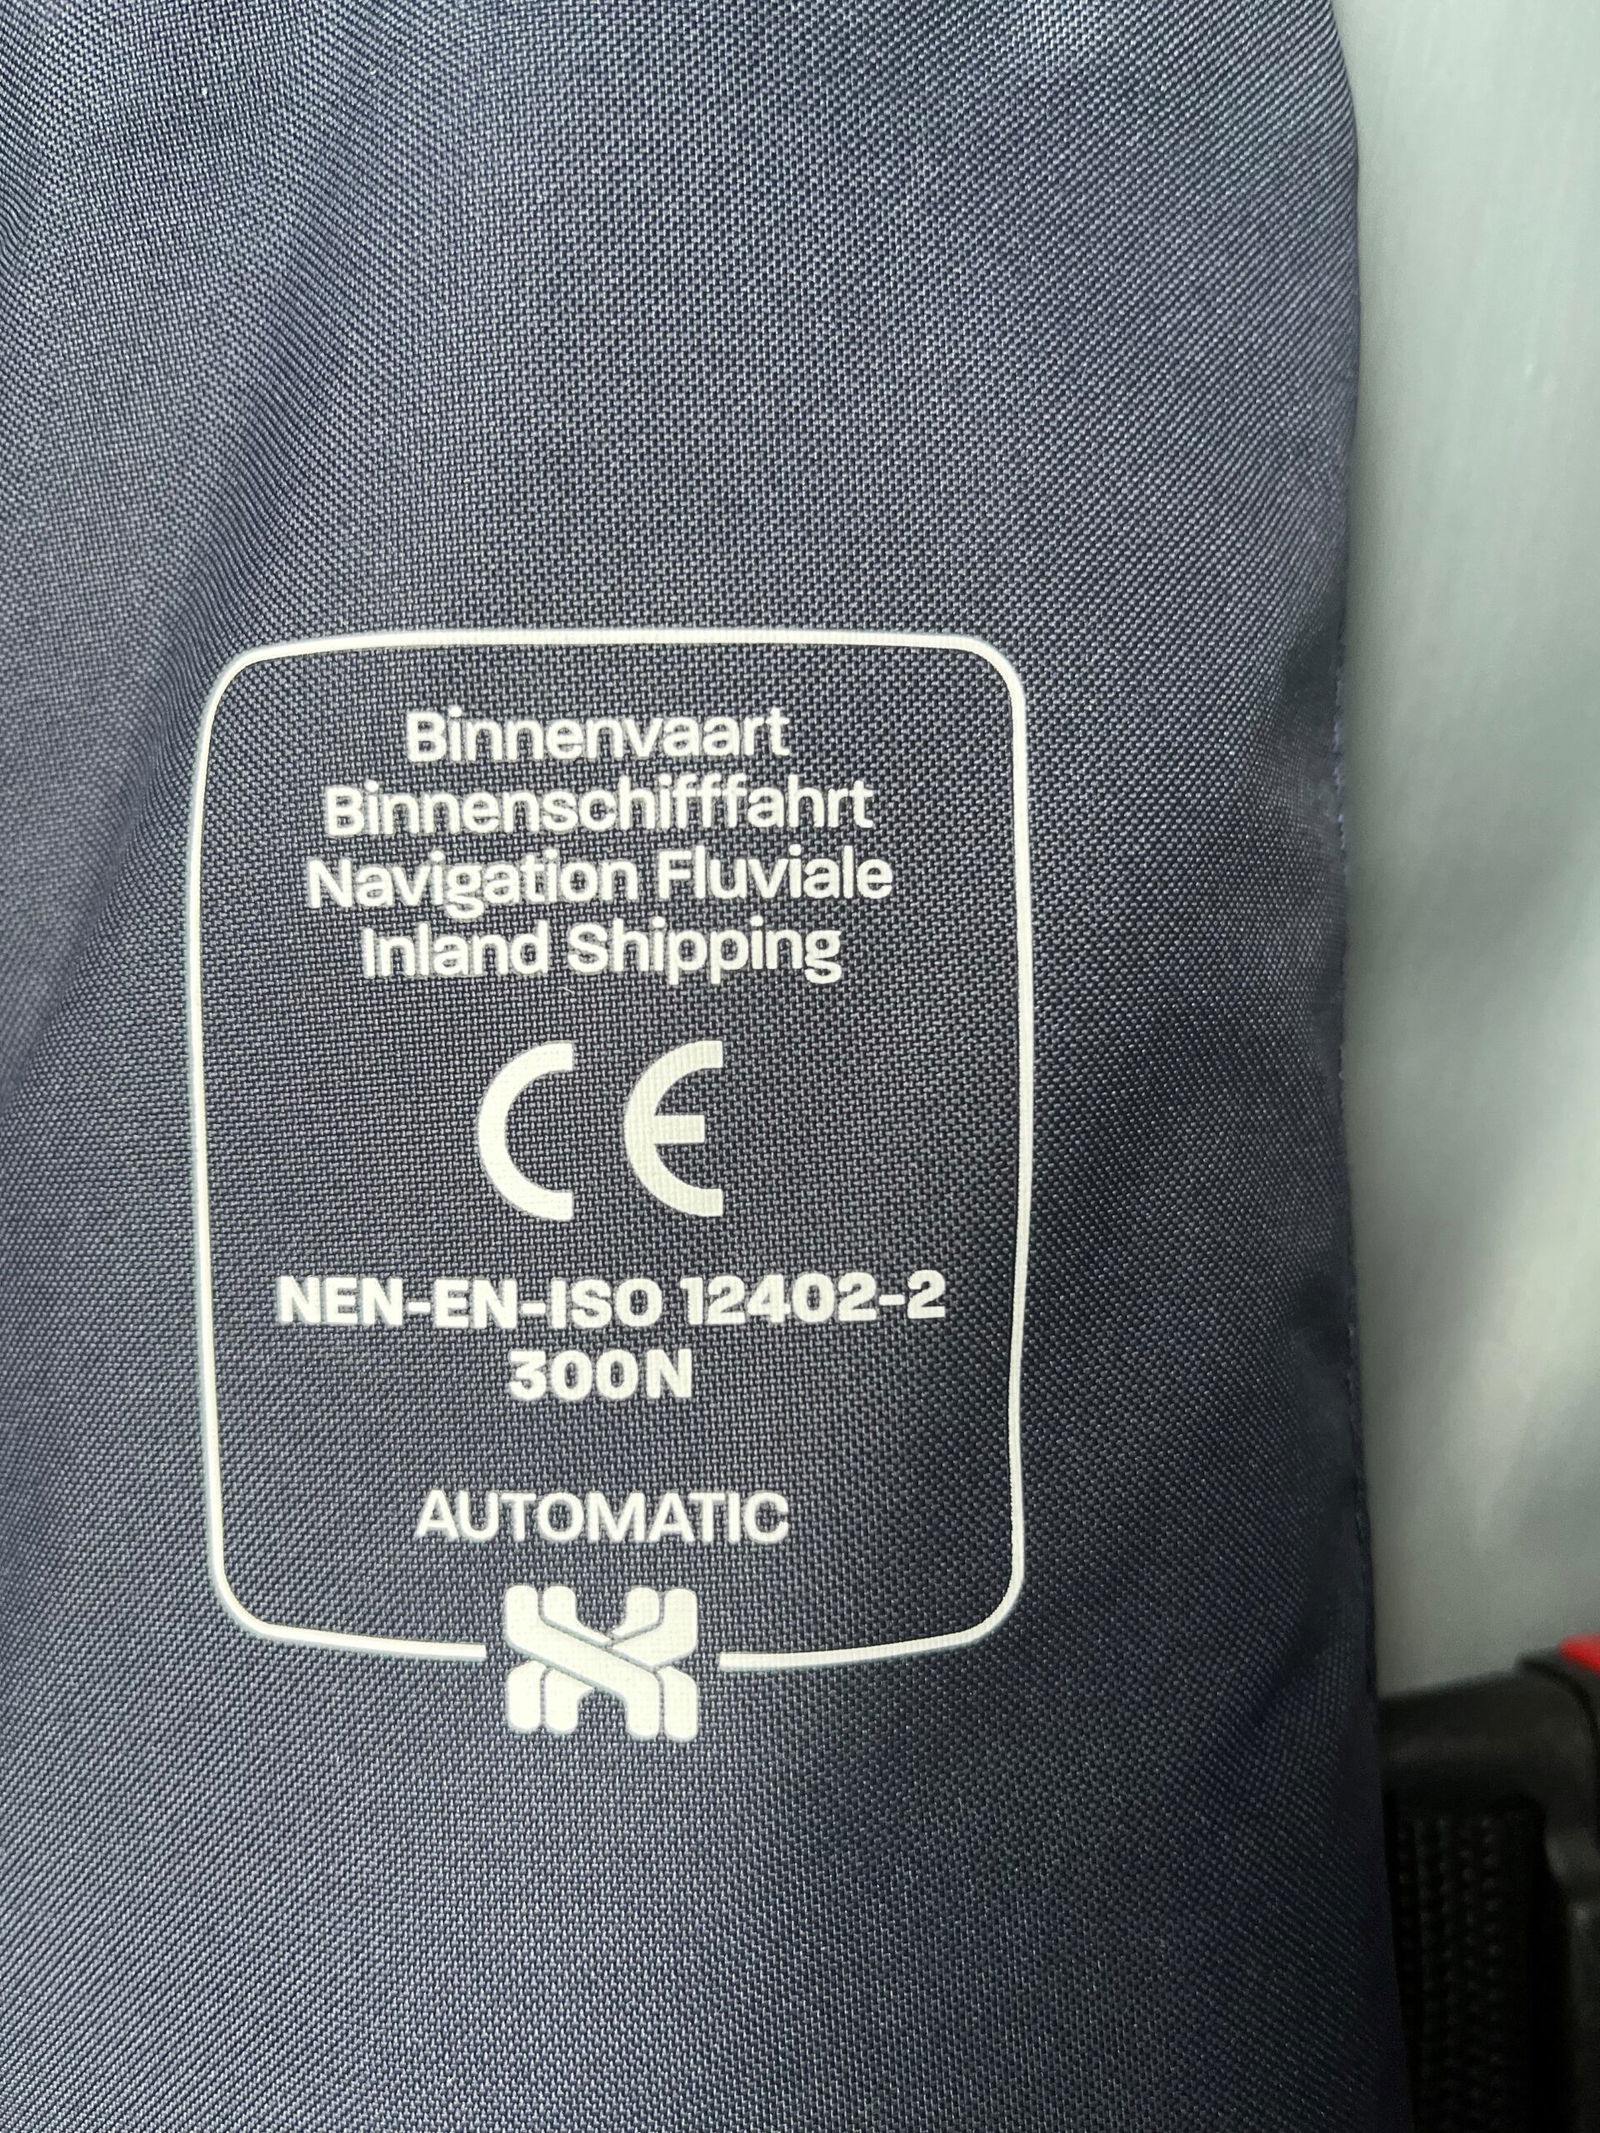 Binnenvaart
Binnenschifffahrt
Navigation Fluviale
Inland Shipping
CE
NEN-EN-ISO 12402-2
300N
AUTOMATIC